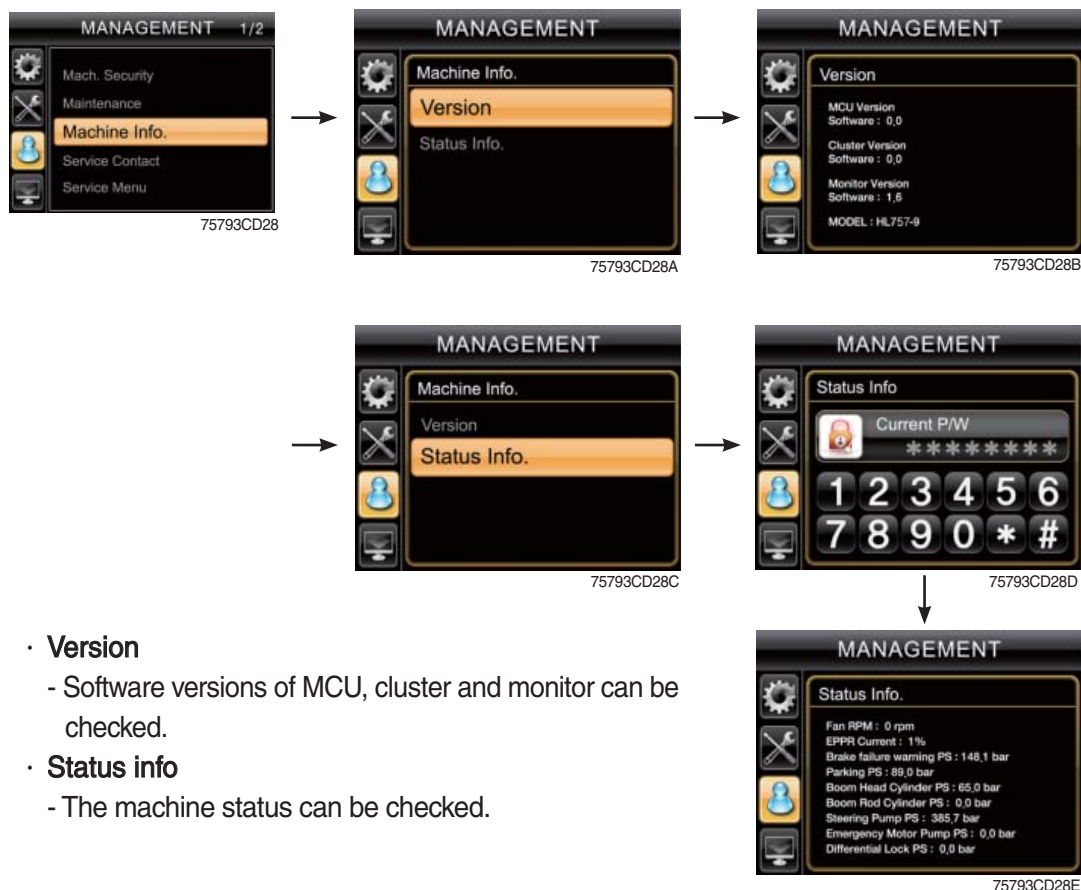 MANAGEMENT 1/2
Mach. Security
Maintenance
Machine Info.
Service Contact
Service Menu
75793CD28
MANAGEMENT
Machine Info.
Version
Status Info.
75793CD28A
MANAGEMENT
Version
MCU Version
Software : 0,0
Cluster Version
Software : 0,0
Monitor Version
Software : 1,6
MODEL : HL757-9
75793CD28B
MANAGEMENT
Machine Info.
Version
Status Info.
75793CD28C
MANAGEMENT
Status Info
Current P/W
********
1 2 3 4 5 6
7 8 9 0 * #
75793CD28D
· Version
- Software versions of MCU, cluster and monitor can be
checked.
· Status info
- The machine status can be checked.
MANAGEMENT
Status Info.
Fan RPM : 0 rpm
EPPR Current : 1%
Brake failure warning PS : 148,1 bar
Parking PS : 89,0 bar
Boom Head Cylinder PS : 65,0 bar
Boom Rod Cylinder PS : 0,0 bar
Steering Pump PS : 385,7 bar
Emergency Motor Pump PS : 0,0 bar
Differential Lock PS : 0,0 bar
75793CD28E